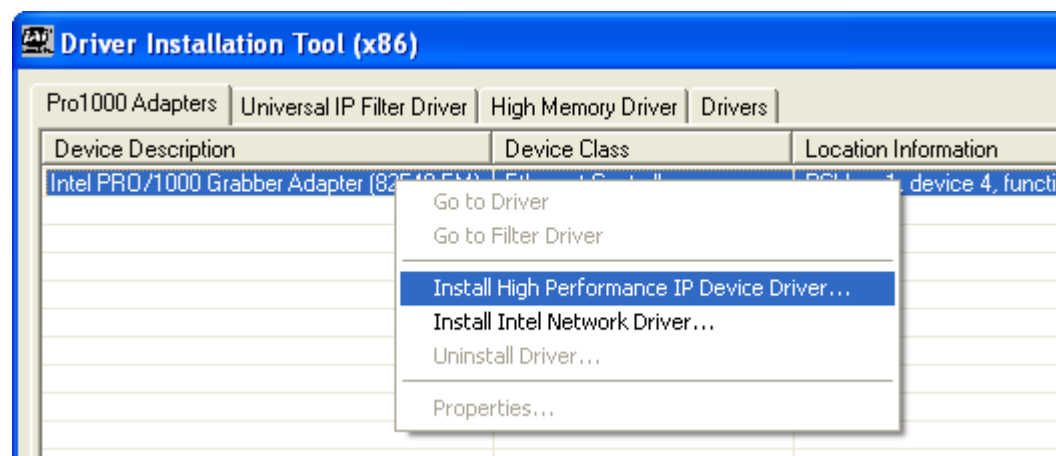 Driver Installation Tool (x86)
Pro1000 Adapters Universal IP Filter Driver High Memory Driver Drivers
Device Description Device Class Location Information
Intel PRO/1000 Grabber Adapter device 4,
Go to Driver
Go to Filter Driver
Install High Performance IP Device Driver...
Install Intel Network Driver...
Uninstall Driver...
Properties...